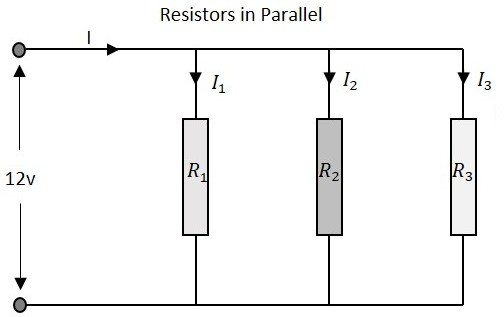 Resistors in Parallel
I
I₁ I₂ I₃
12v R₁ R₂ R₃